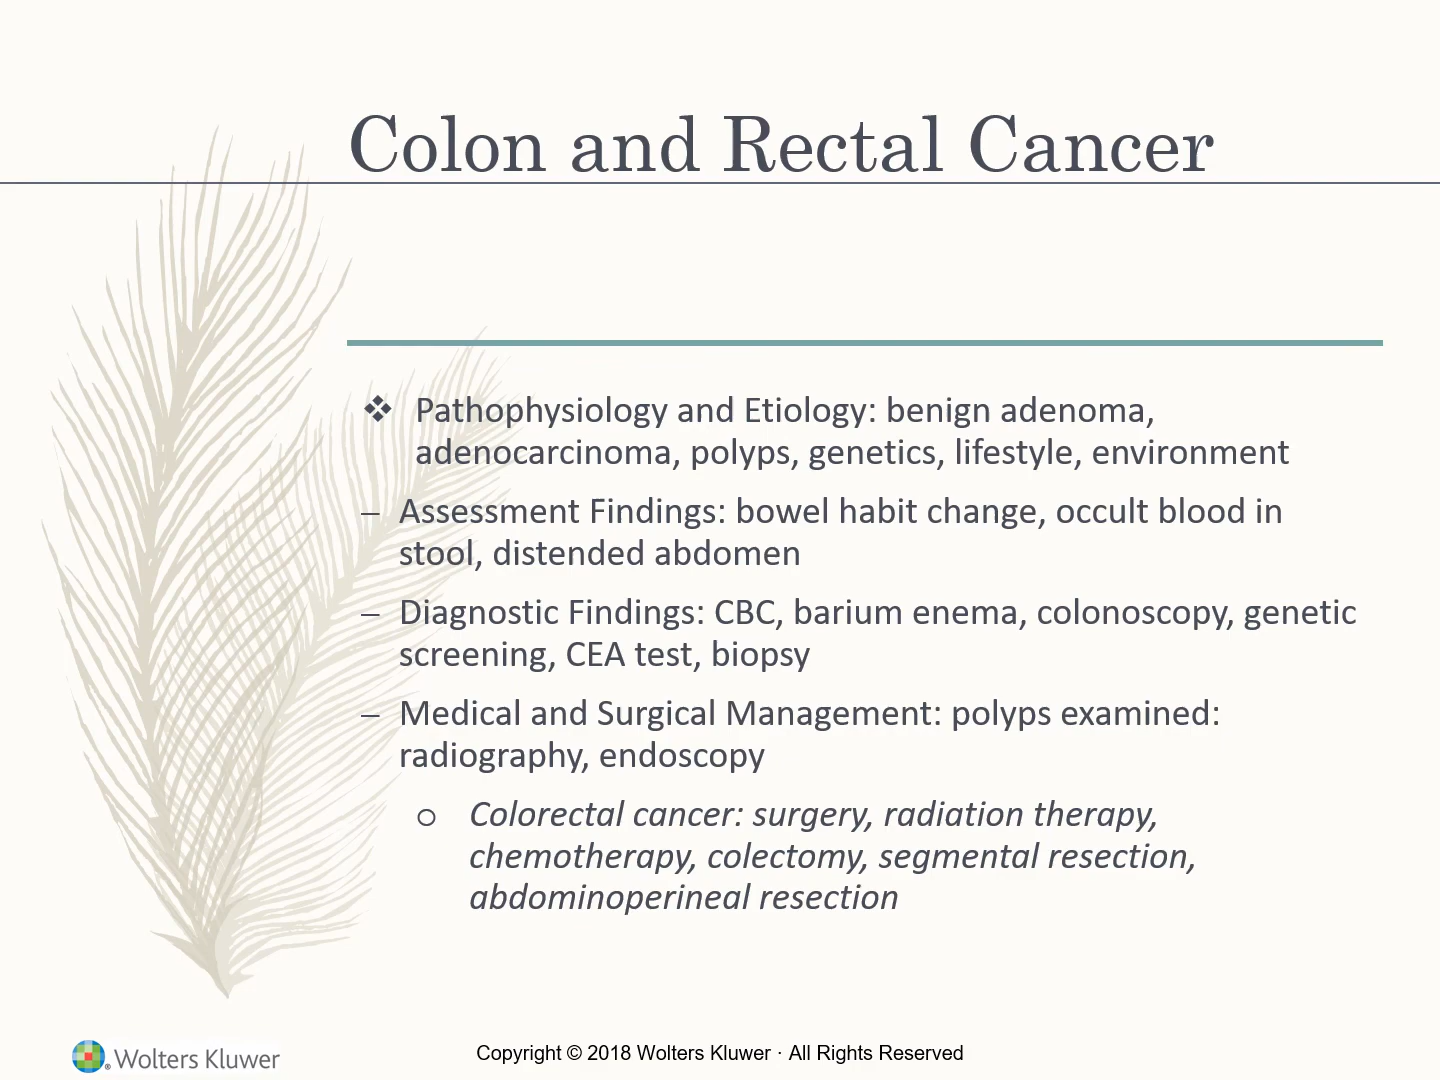 Colon and Rectal Cancer
❖ Pathophysiology and Etiology: benign adenoma,
adenocarcinoma, polyps, genetics, lifestyle, environment
– Assessment Findings: bowel habit change, occult blood in
stool, distended abdomen
– Diagnostic Findings: CBC, barium enema, colonoscopy, genetic
screening, CEA test, biopsy
– Medical and Surgical Management: polyps examined:
radiography, endoscopy
o Colorectal cancer: surgery, radiation therapy,
chemotherapy, colectomy, segmental resection,
abdominoperineal resection
Wolters Kluwer
Copyright © 2018 Wolters Kluwer · All Rights Reserved